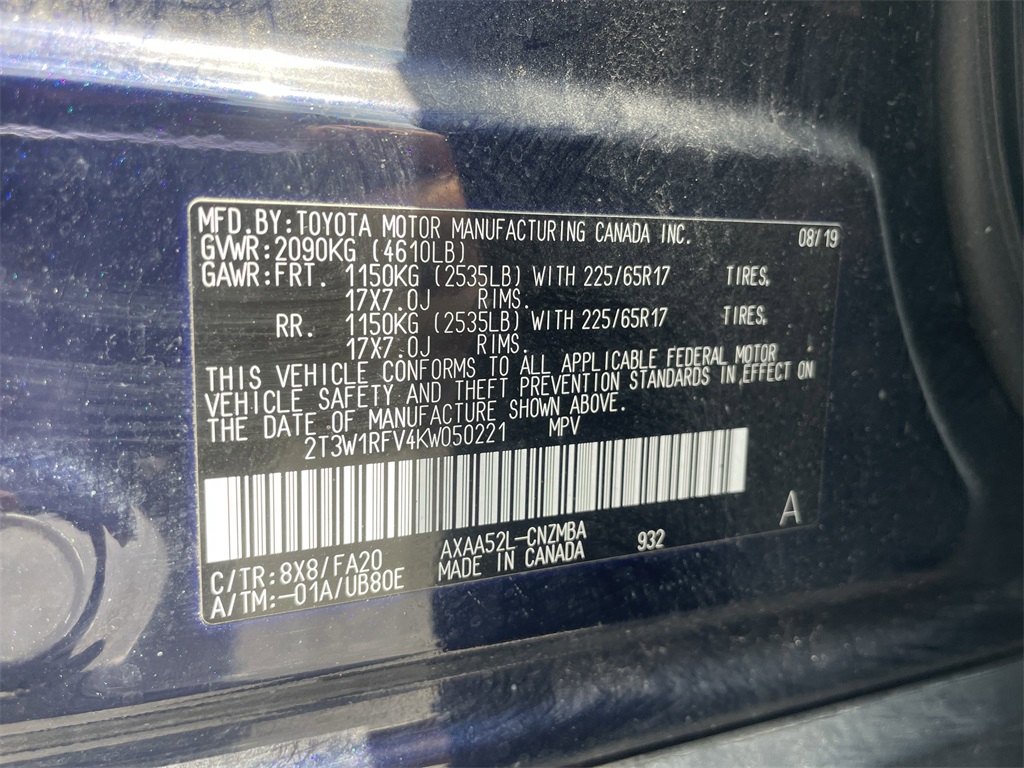 MFD.BY:TOYOTA MOTOR MANUFACTURING CANADA INC. 08/19
GVWR:2090KG (4610LB)
GAWR:FRT. 1150KG (2535LB) WITH 225/65R17 TIRES,
17X7.0J RIMS.
RR. 1150KG (2535LB) WITH 225/65R17 TIRES,
17X7.0J RIMS.
THIS VEHICLE CONFORMS TO ALL APPLICABLE FEDERAL MOTOR
VEHICLE SAFETY AND THEFT PREVENTION STANDARDS IN EFFECT ON
THE DATE OF MANUFACTURE SHOWN ABOVE.
2T3W1RFV4KW050221 MPV
A
C/TR:8X8/FA20 AXAA52L-CNZMBA 932
A/TM:-01A/UB80E MADE IN CANADA